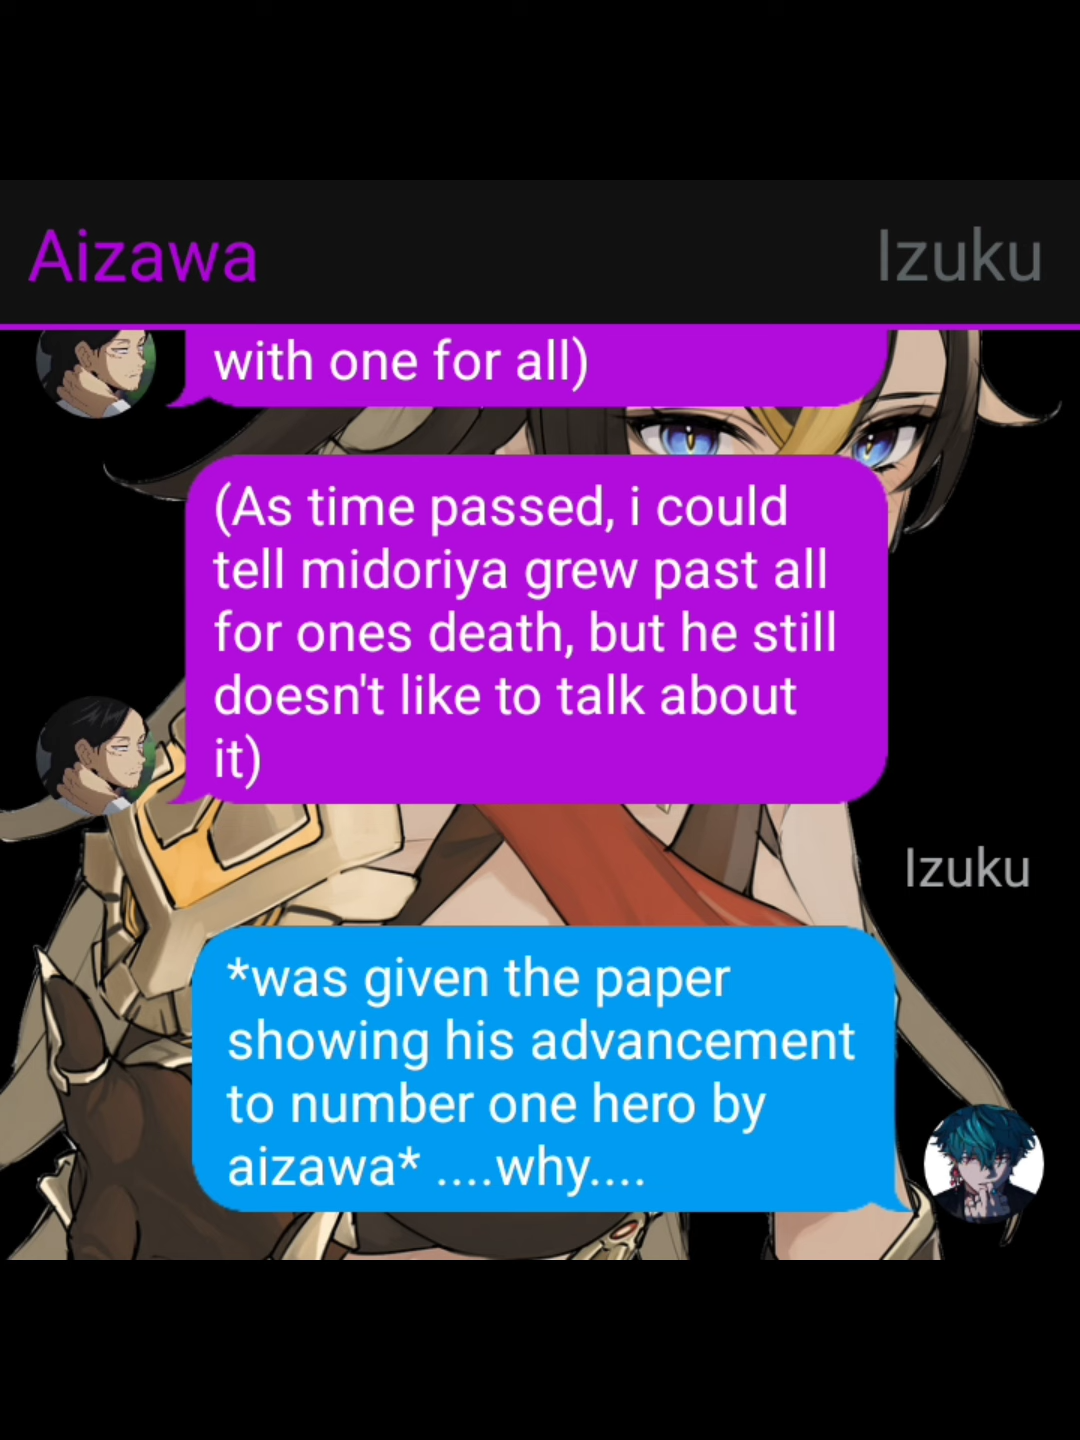 Aizawa Izuku
with one for all)
(As time passed, i could
tell midoriya grew past all
for ones death, but he still
doesn't like to talk about
it)
Izuku
*was given the paper
showing his advancement
to number one hero by
aizawa* ....why....